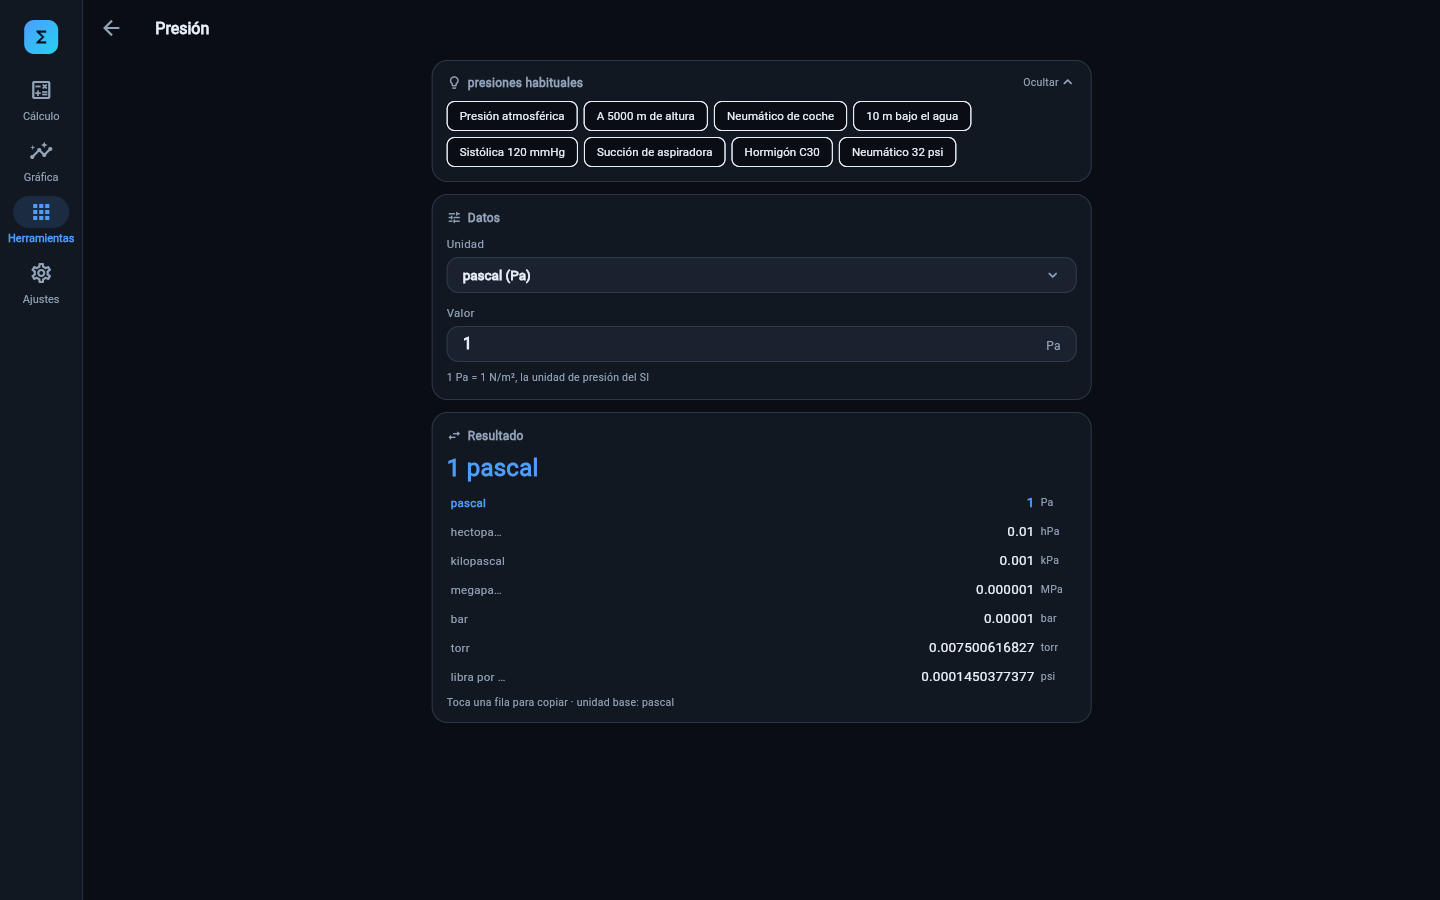 Σ
Presión
Cálculo
Gráfica
Herramientas
Ajustes
presiones habituales
Ocultar
Presión atmosférica
A 5000 m de altura
Neumático de coche
10 m bajo el agua
Sistólica 120 mmHg
Succión de aspiradora
Hormigón C30
Neumático 32 psi
Datos
Unidad
pascal (Pa)
Valor
1 Pa
1 Pa = 1 N/m², la unidad de presión del SI
Resultado
1 pascal
pascal 1 Pa
hectopa... 0.01 hPa
kilopascal 0.001 kPa
megapa... 0.000001 MPa
bar 0.00001 bar
torr 0.007500616827 torr
libra por ... 0.0001450377377 psi
Toca una fila para copiar · unidad base: pascal